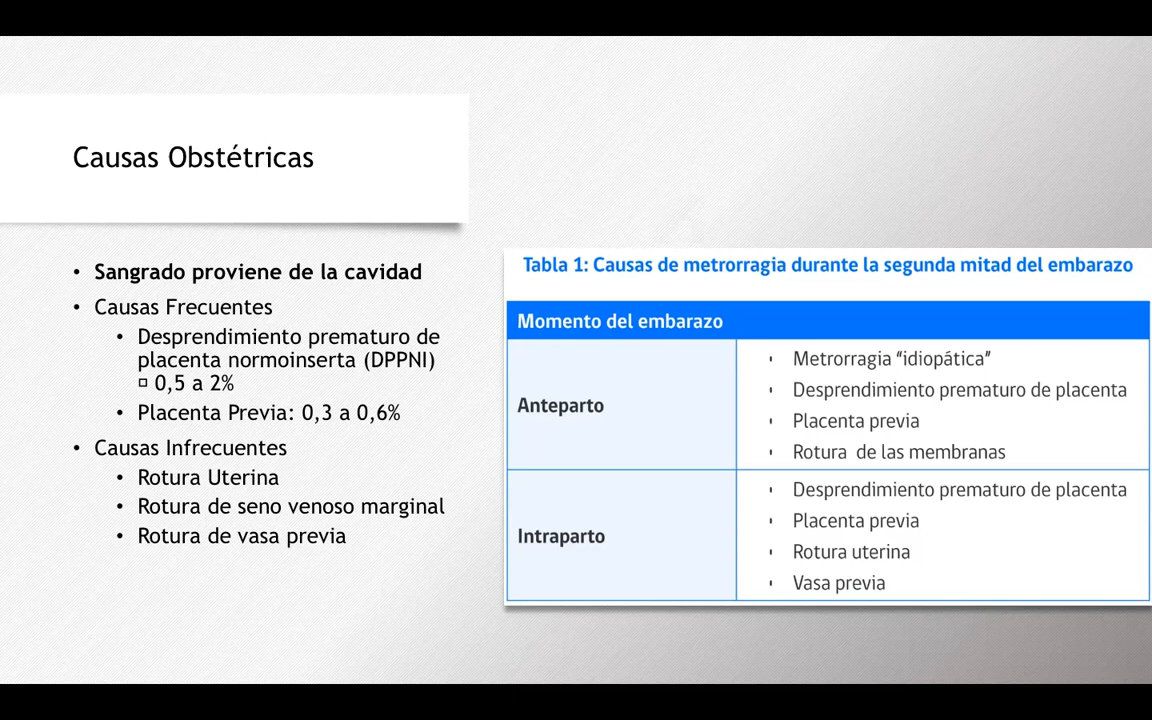 Causas Obstétricas
• Sangrado proviene de la cavidad
• Causas Frecuentes
• Desprendimiento prematuro de
placenta normoinserta (DPPNI)
□ 0,5 a 2%
• Placenta Previa: 0,3 a 0,6%
• Causas Infrecuentes
• Rotura Uterina
• Rotura de seno venoso marginal
• Rotura de vasa previa
Tabla 1: Causas de metrorragia durante la segunda mitad del embarazo
Momento del embarazo
Anteparto
• Metrorragia “idiopática”
• Desprendimiento prematuro de placenta
• Placenta previa
• Rotura de las membranas
Intraparto
• Desprendimiento prematuro de placenta
• Placenta previa
• Rotura uterina
• Vasa previa